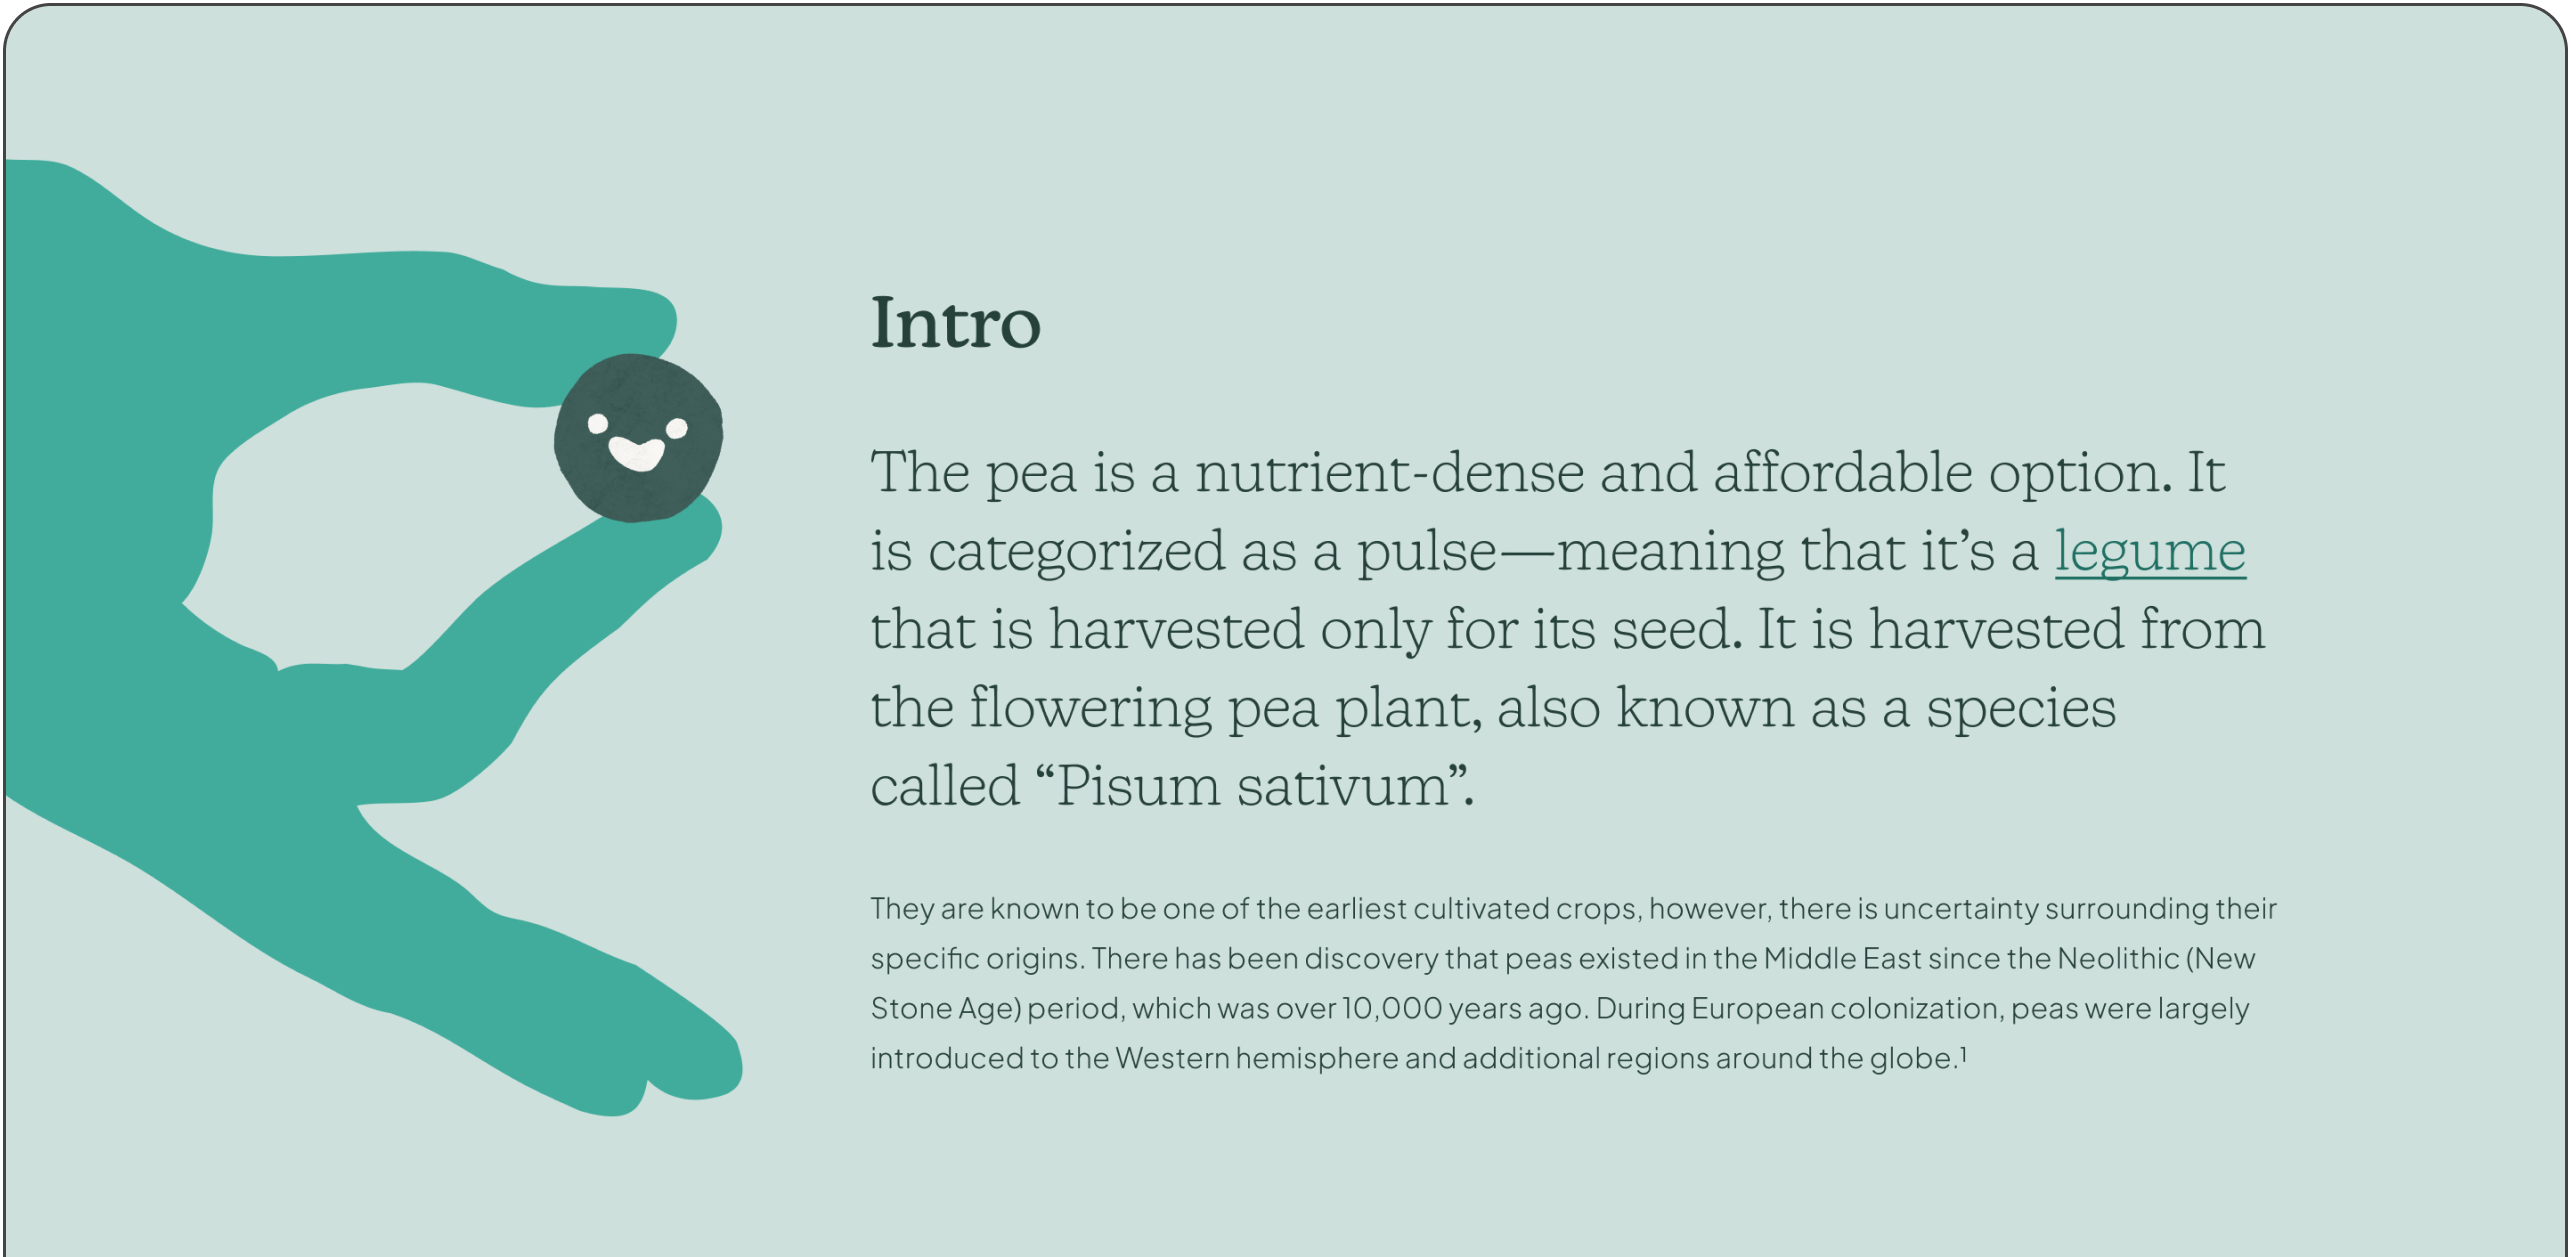 Intro
The pea is a nutrient-dense and affordable option. It
is categorized as a pulse—meaning that it’s a legume
that is harvested only for its seed. It is harvested from
the flowering pea plant, also known as a species
called “Pisum sativum”.
They are known to be one of the earliest cultivated crops, however, there is uncertainty surrounding their
specific origins. There has been discovery that peas existed in the Middle East since the Neolithic (New
Stone Age) period, which was over 10,000 years ago. During European colonization, peas were largely
introduced to the Western hemisphere and additional regions around the globe.¹